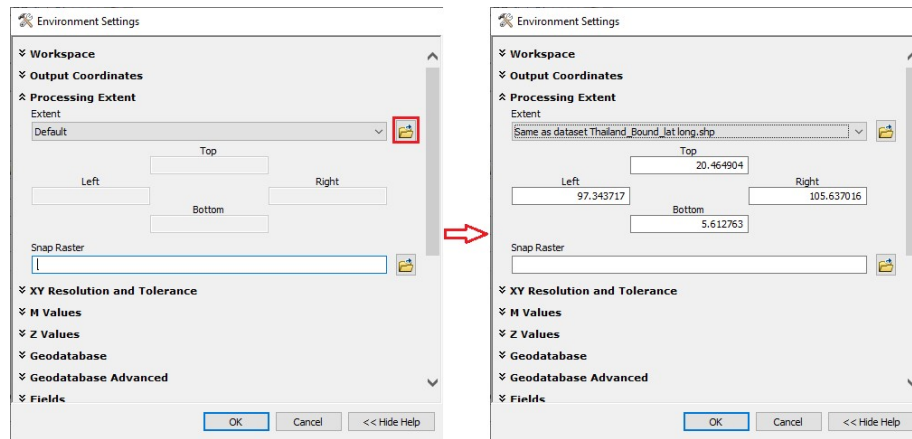 Environment Settings
Workspace
Output Coordinates
Processing Extent
Extent
Default
Top
Left
Right
Bottom
Snap Raster
XY Resolution and Tolerance
M Values
Z Values
Geodatabase
Geodatabase Advanced
Fields
OK
Cancel
<< Hide Help
Environment Settings
Workspace
Output Coordinates
Processing Extent
Extent
Same as dataset Thailand_Bound_lat long.shp
Top
20.464904
Left
Right
97.343717
105.637016
Bottom
5.612763
Snap Raster
XY Resolution and Tolerance
M Values
Z Values
Geodatabase
Geodatabase Advanced
Fields
OK
Cancel
<< Hide Help